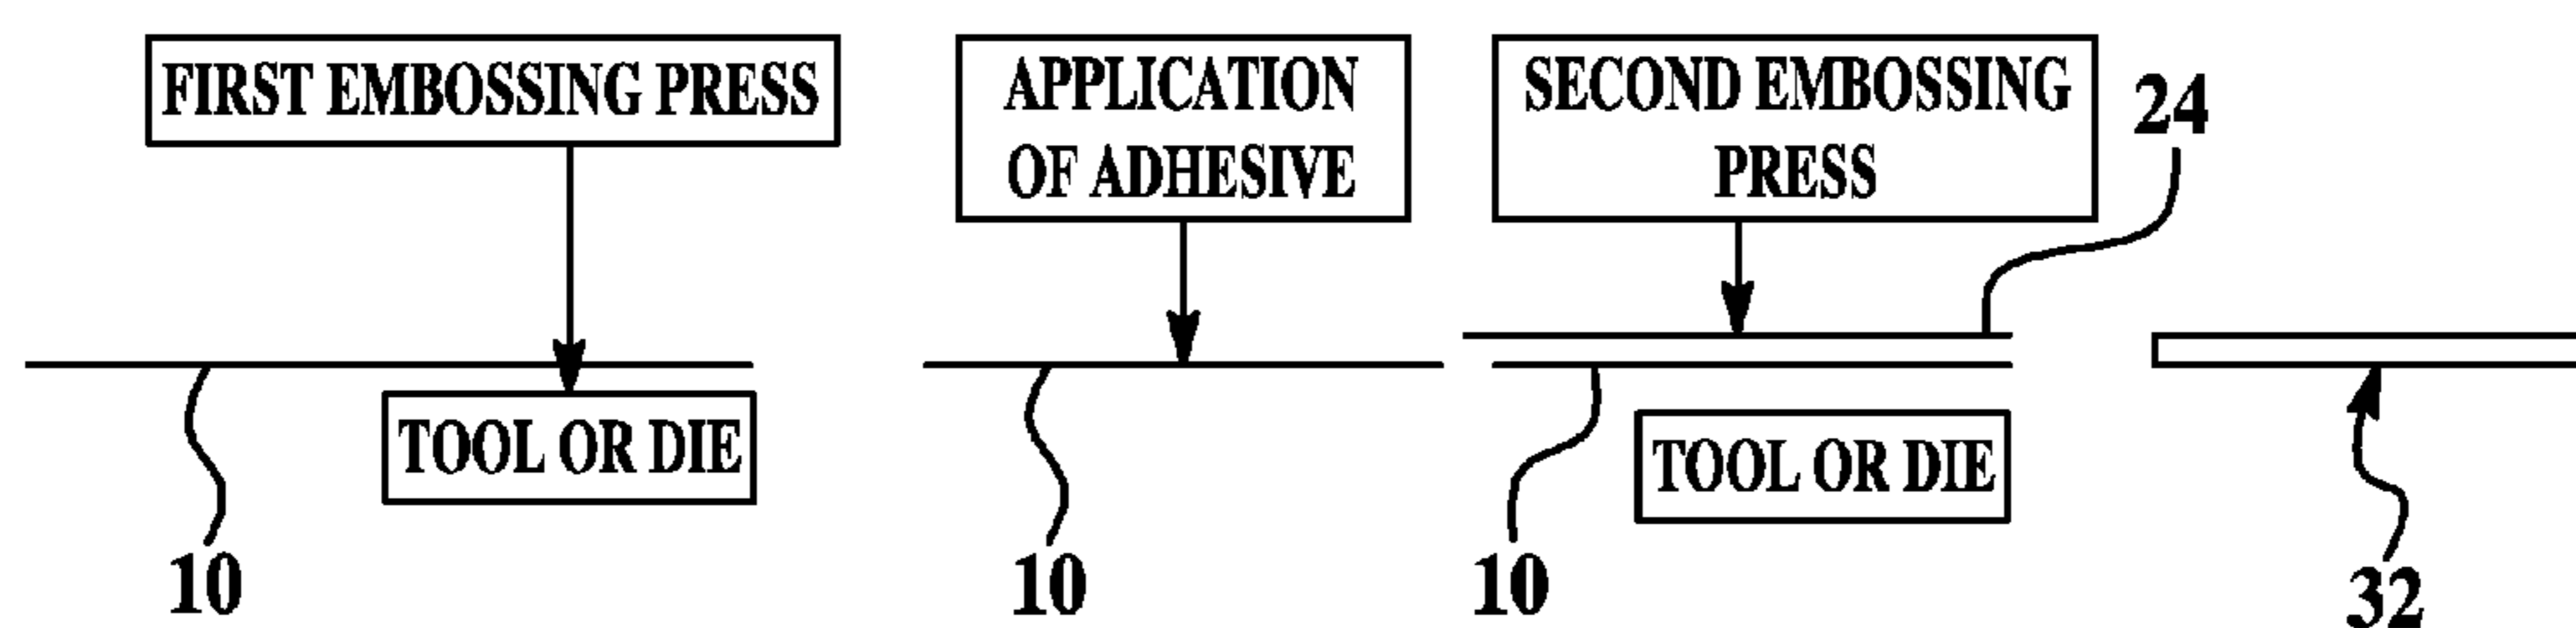 FIRST EMBOSSING PRESS
APPLICATION
OF ADHESIVE
SECOND EMBOSSING
PRESS
24
TOOL OR DIE
TOOL OR DIE
10
10
10
32